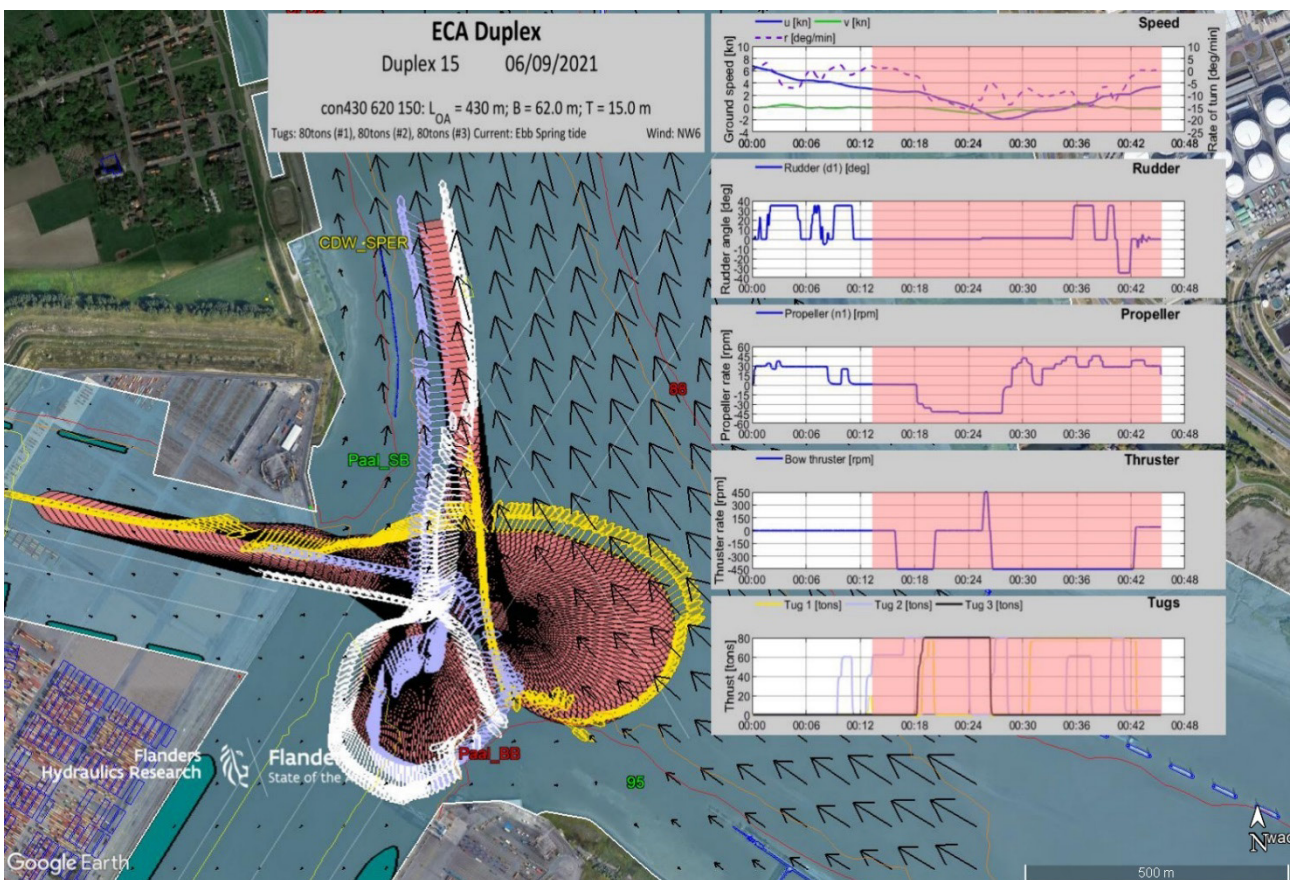 ECA Duplex
Duplex 15 06/09/2021
con430 620 150: L_OA = 430 m; B = 62.0 m; T = 15.0 m
Tugs: 80tons (#1), 80tons (#2), 80tons (#3) Current: Ebb Spring tide Wind: NW6
u [kn] v [kn]
r [deg/min]
Speed
Ground speed [kn]
10
8
6
4
2
0
-2
-4
10
5
0
-5
-10
-15
-20
-25
Rate of turn [deg/min]
00:00 00:06 00:12 00:18 00:24 00:30 00:36 00:42 00:48
Rudder (d1) [deg]
Rudder
Rudder angle [deg]
40
30
20
10
0
-10
-20
-30
-40
00:00 00:06 00:12 00:18 00:24 00:30 00:36 00:42 00:48
Propeller (n1) [rpm]
Propeller
Propeller rate [rpm]
60
45
30
15
0
-15
-30
-45
-60
00:00 00:06 00:12 00:18 00:24 00:30 00:36 00:42 00:48
Bow thruster [rpm]
Thruster
Thruster rate [rpm]
450
300
150
0
-150
-300
-450
00:00 00:06 00:12 00:18 00:24 00:30 00:36 00:42 00:48
Tug 1 [tons] Tug 2 [tons] Tug 3 [tons]
Tugs
Thrust [tons]
80
60
40
20
0
00:00 00:06 00:12 00:18 00:24 00:30 00:36 00:42 00:48
CDW_SPER
88
Paal_SB
Paal_BB
95
Flanders
Hydraulics Research
Flander
State of the
Google Earth
N
500 m